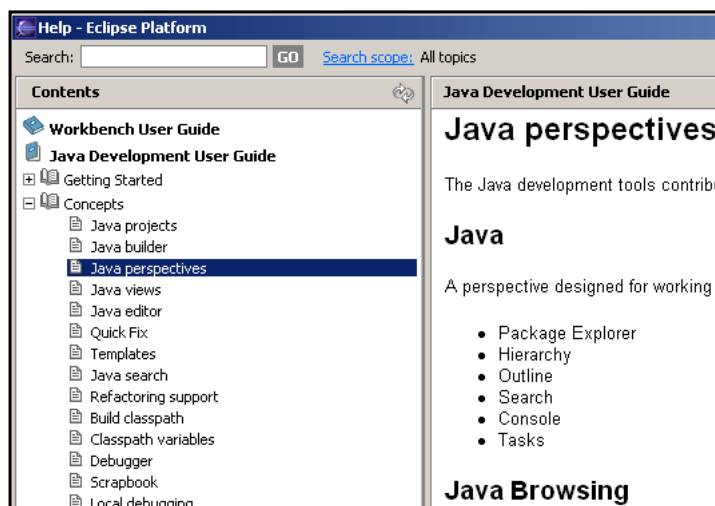 Help - Eclipse Platform
Search: GO Search scope: All topics
Contents
Workbench User Guide
Java Development User Guide
Getting Started
Concepts
Java projects
Java builder
Java perspectives
Java views
Java editor
Quick Fix
Templates
Java search
Refactoring support
Build classpath
Classpath variables
Debugger
Scrapbook
Local debugging
Java Development User Guide
Java perspectives
The Java development tools
Java
A perspective designed for working
Package Explorer
Hierarchy
Outline
Search
Console
Tasks
Java Browsing